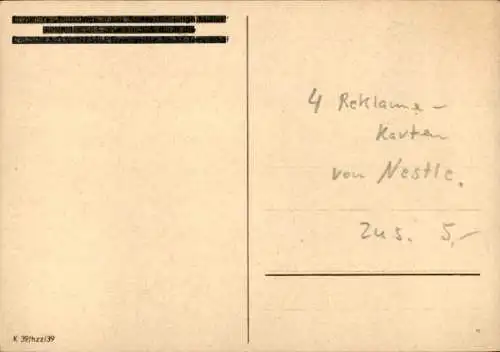 4 Reklame-
Karten
von Nestle.
zus. 5,-
K 39/hzz/39